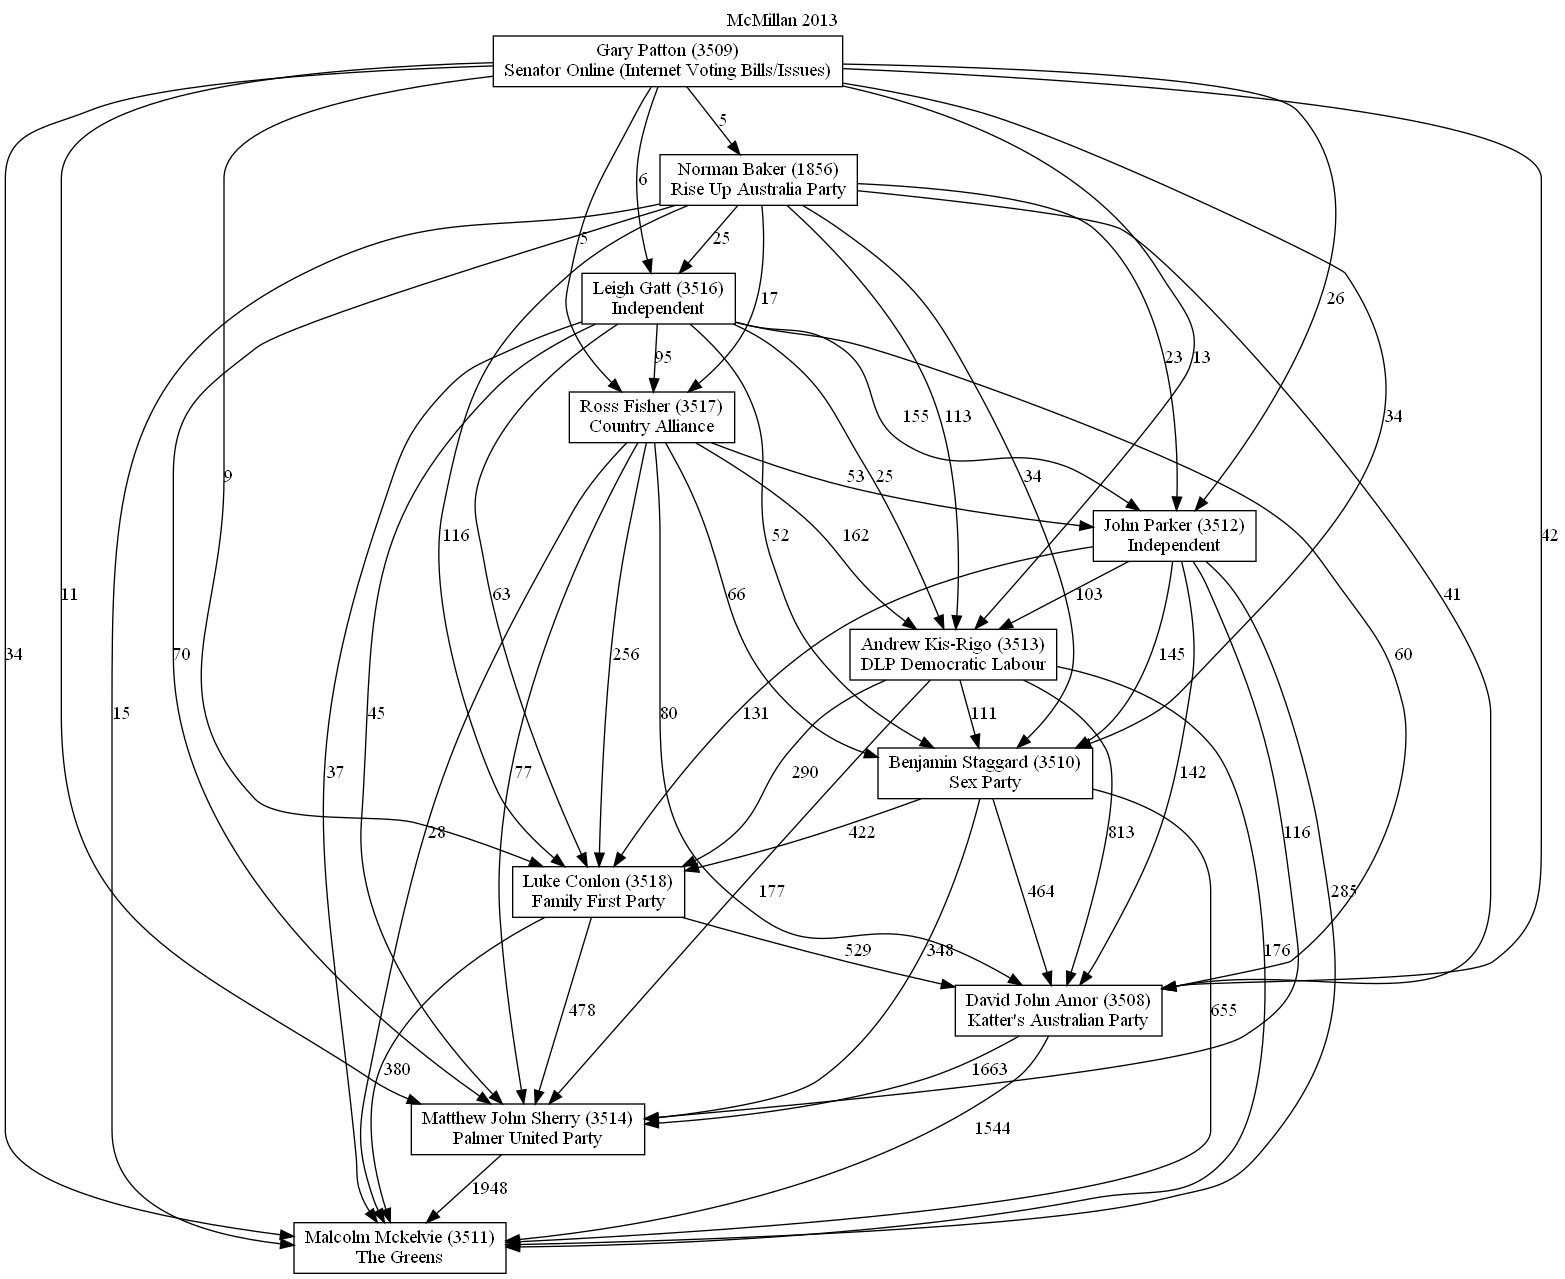 McMillan 2013
Gary Patton (3509)
Senator Online (Internet Voting Bills/Issues)
5
Norman Baker (1856)
Rise Up Australia Party
6
5
25
Leigh Gatt (3516)
Independent
17
26
95
23
13
Ross Fisher (3517)
Country Alliance
155
113
34
9
53
25
34
John Parker (3512)
Independent
116
162
52
42
11
63
66
103
41
Andrew Kis-Rigo (3513)
DLP Democratic Labour
34
70
256
145
60
15
45
80
131
111
37
77
290
Benjamin Staggard (3510)
Sex Party
142
28
422
813
116
Luke Conlon (3518)
Family First Party
177
464
285
529
348
176
478
David John Amor (3508)
Katter's Australian Party
655
380
1663
Matthew John Sherry (3514)
Palmer United Party
1544
1948
Malcolm Mckelvie (3511)
The Greens